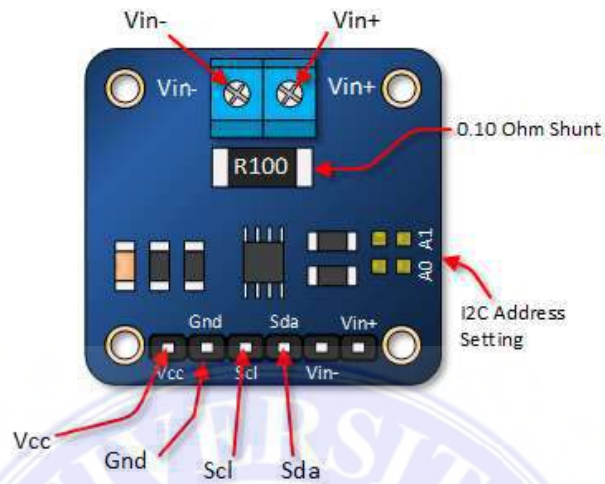 Vin- Vin+
Vin- Vin+
0.10 Ohm Shunt
R100
A1
A0
I2C Address
Setting
Gnd Sda Vin+
Vcc Scl Vin-
Vcc Gnd Scl Sda
VERSIT